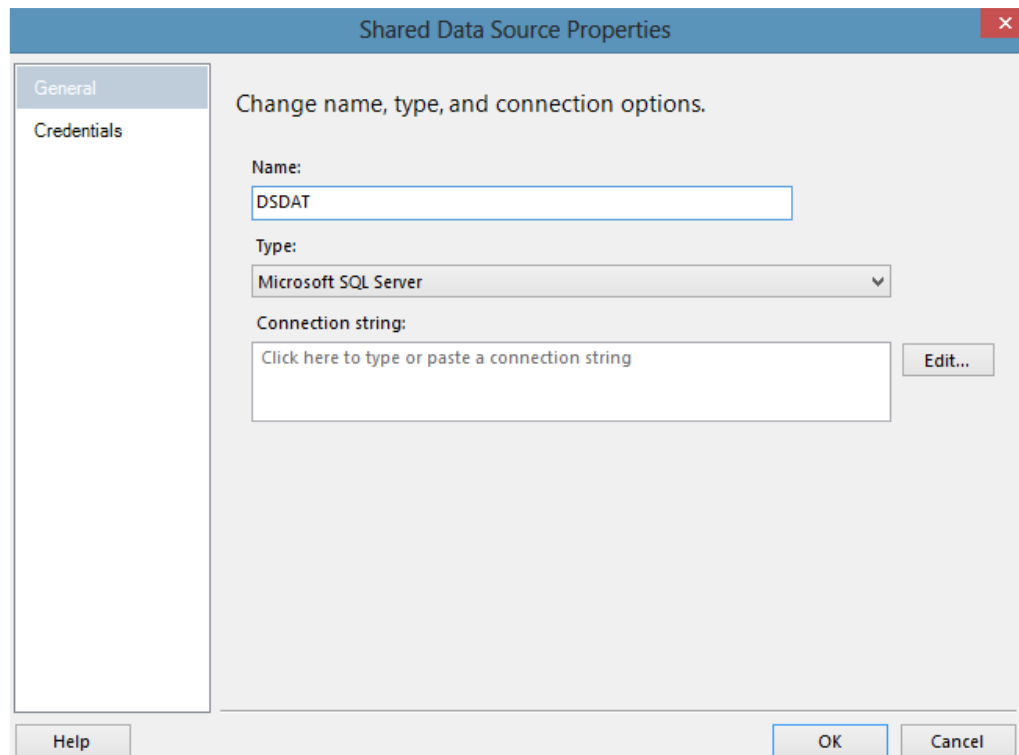 Shared Data Source Properties
General
Credentials
Change name, type, and connection options.
Name:
DSDAT
Type:
Microsoft SQL Server
Connection string:
Click here to type or paste a connection string
Edit...
Help
OK
Cancel